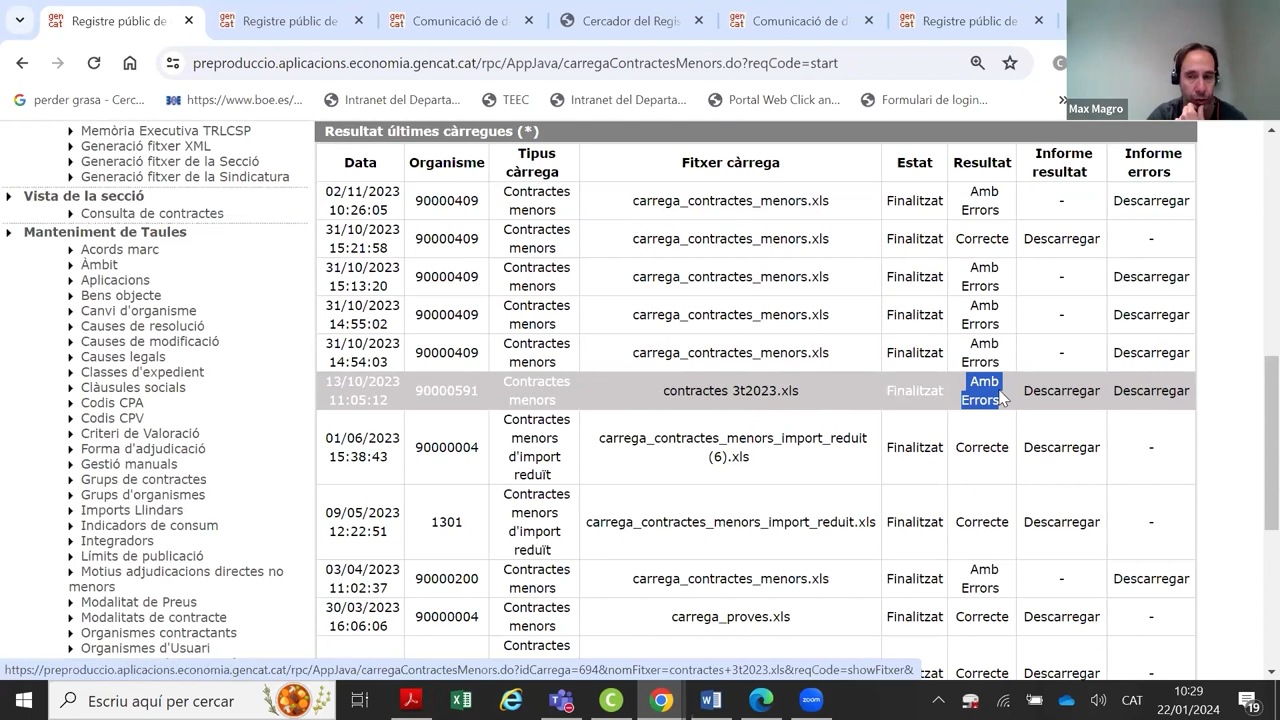 Registre públic de
Registre públic de
Comunicació de d
Cercador del Regis
Comunicació de d
Registre públic de
preproduccio.aplicacions.economia.gencat.cat/rpc/AppJava/carregaContractesMenors.do?reqCode=start
perder grasa - Cerc...
https://www.boe.es/...
Intranet del Departa...
TEEC
Intranet del Departa...
Portal Web Click an...
Formulari de login...
Max Magro
Memòria Executiva TRLCSP
Generació fitxer XML
Generació fitxer de la Secció
Generació fitxer de la Sindicatura
Vista de la secció
Consulta de contractes
Manteniment de Taules
Acords marc
Àmbit
Aplicacions
Bens objecte
Canvi d'organisme
Causes de resolució
Causes de modificació
Causes legals
Classes d'expedient
Clàusules socials
Codis CPA
Codis CPV
Criteri de Valoració
Forma d'adjudicació
Gestió manuals
Grups de contractes
Grups d'organismes
Imports Llindars
Indicadors de consum
Integradors
Límits de publicació
Motius adjudicacions directes no
menors
Modalitat de Preus
Modalitats de contracte
Organismes contractants
Organismes d'Usuari
Resultat últimes càrregues (*)
Data Organisme Tipus càrrega Fitxer càrrega Estat Resultat Informe resultat Informe errors
02/11/2023 10:26:05 90000409 Contractes menors carrega_contractes_menors.xls Finalitzat Amb Errors - Descarregar
31/10/2023 15:21:58 90000409 Contractes menors carrega_contractes_menors.xls Finalitzat Correcte Descarregar -
31/10/2023 15:13:20 90000409 Contractes menors carrega_contractes_menors.xls Finalitzat Amb Errors - Descarregar
31/10/2023 14:55:02 90000409 Contractes menors carrega_contractes_menors.xls Finalitzat Amb Errors - Descarregar
31/10/2023 14:54:03 90000409 Contractes menors carrega_contractes_menors.xls Finalitzat Amb Errors - Descarregar
13/10/2023 11:05:12 90000591 Contractes menors contractes 3t2023.xls Finalitzat Amb Errors Descarregar Descarregar
01/06/2023 15:38:43 90000004 Contractes menors d'import reduït carrega_contractes_menors_import_reduit (6).xls Finalitzat Correcte Descarregar -
09/05/2023 12:22:51 1301 Contractes menors d'import reduït carrega_contractes_menors_import_reduit.xls Finalitzat Correcte Descarregar -
03/04/2023 11:02:37 90000200 Contractes menors carrega_contractes_menors.xls Finalitzat Amb Errors - Descarregar
30/03/2023 16:06:06 90000004 Contractes menors carrega_proves.xls Finalitzat Correcte Descarregar -
Contractes
Finalitzat Correcte Descarregar -
https://preproduccio.aplicacions.economia.gencat.cat/rpc/AppJava/carregaContractesMenors.do?idCarrega=694&nomFitxer=contractes+3t2023.xls&reqCode=showFitxer&
Escriu aquí per cercar
zoom
CAT
10:29
22/01/2024
19